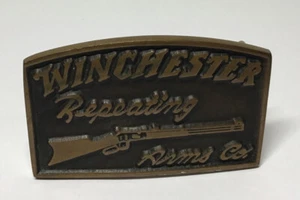 WINCHESTER
Repeating
Arms Co.